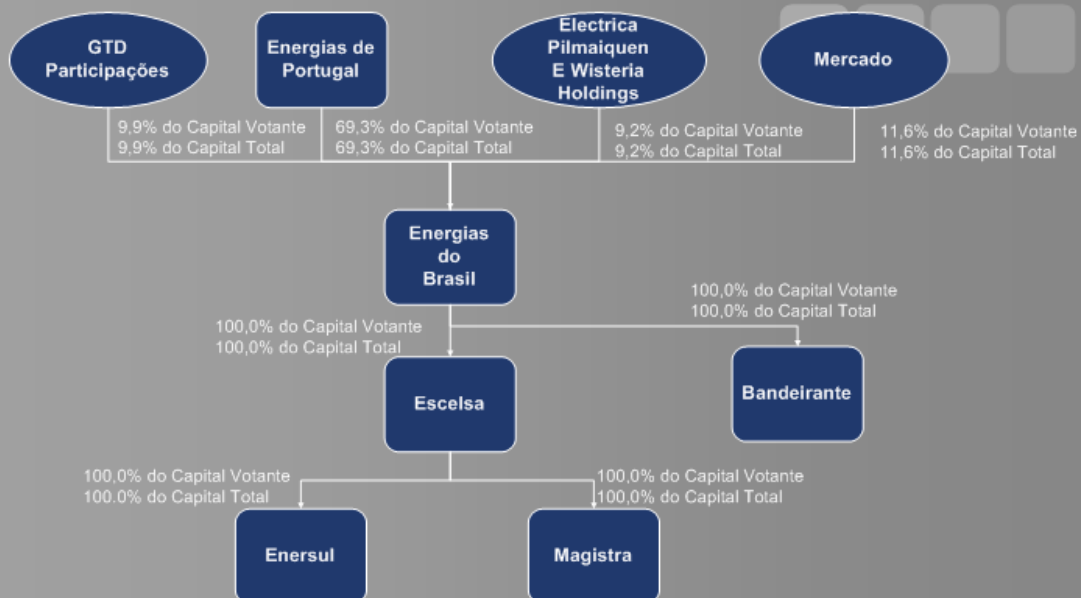 GTD
Participações
Energias de
Portugal
Electrica
Pilmaiquen
E Wisteria
Holdings
Mercado
9,9% do Capital Votante
9,9% do Capital Total
69,3% do Capital Votante
69,3% do Capital Total
9,2% do Capital Votante
9,2% do Capital Total
11,6% do Capital Votante
11,6% do Capital Total
Energias
do
Brasil
100,0% do Capital Votante
100,0% do Capital Total
100,0% do Capital Votante
100,0% do Capital Total
Escelsa
Bandeirante
100,0% do Capital Votante
100.0% do Capital Total
100,0% do Capital Votante
100,0% do Capital Total
Enersul
Magistra